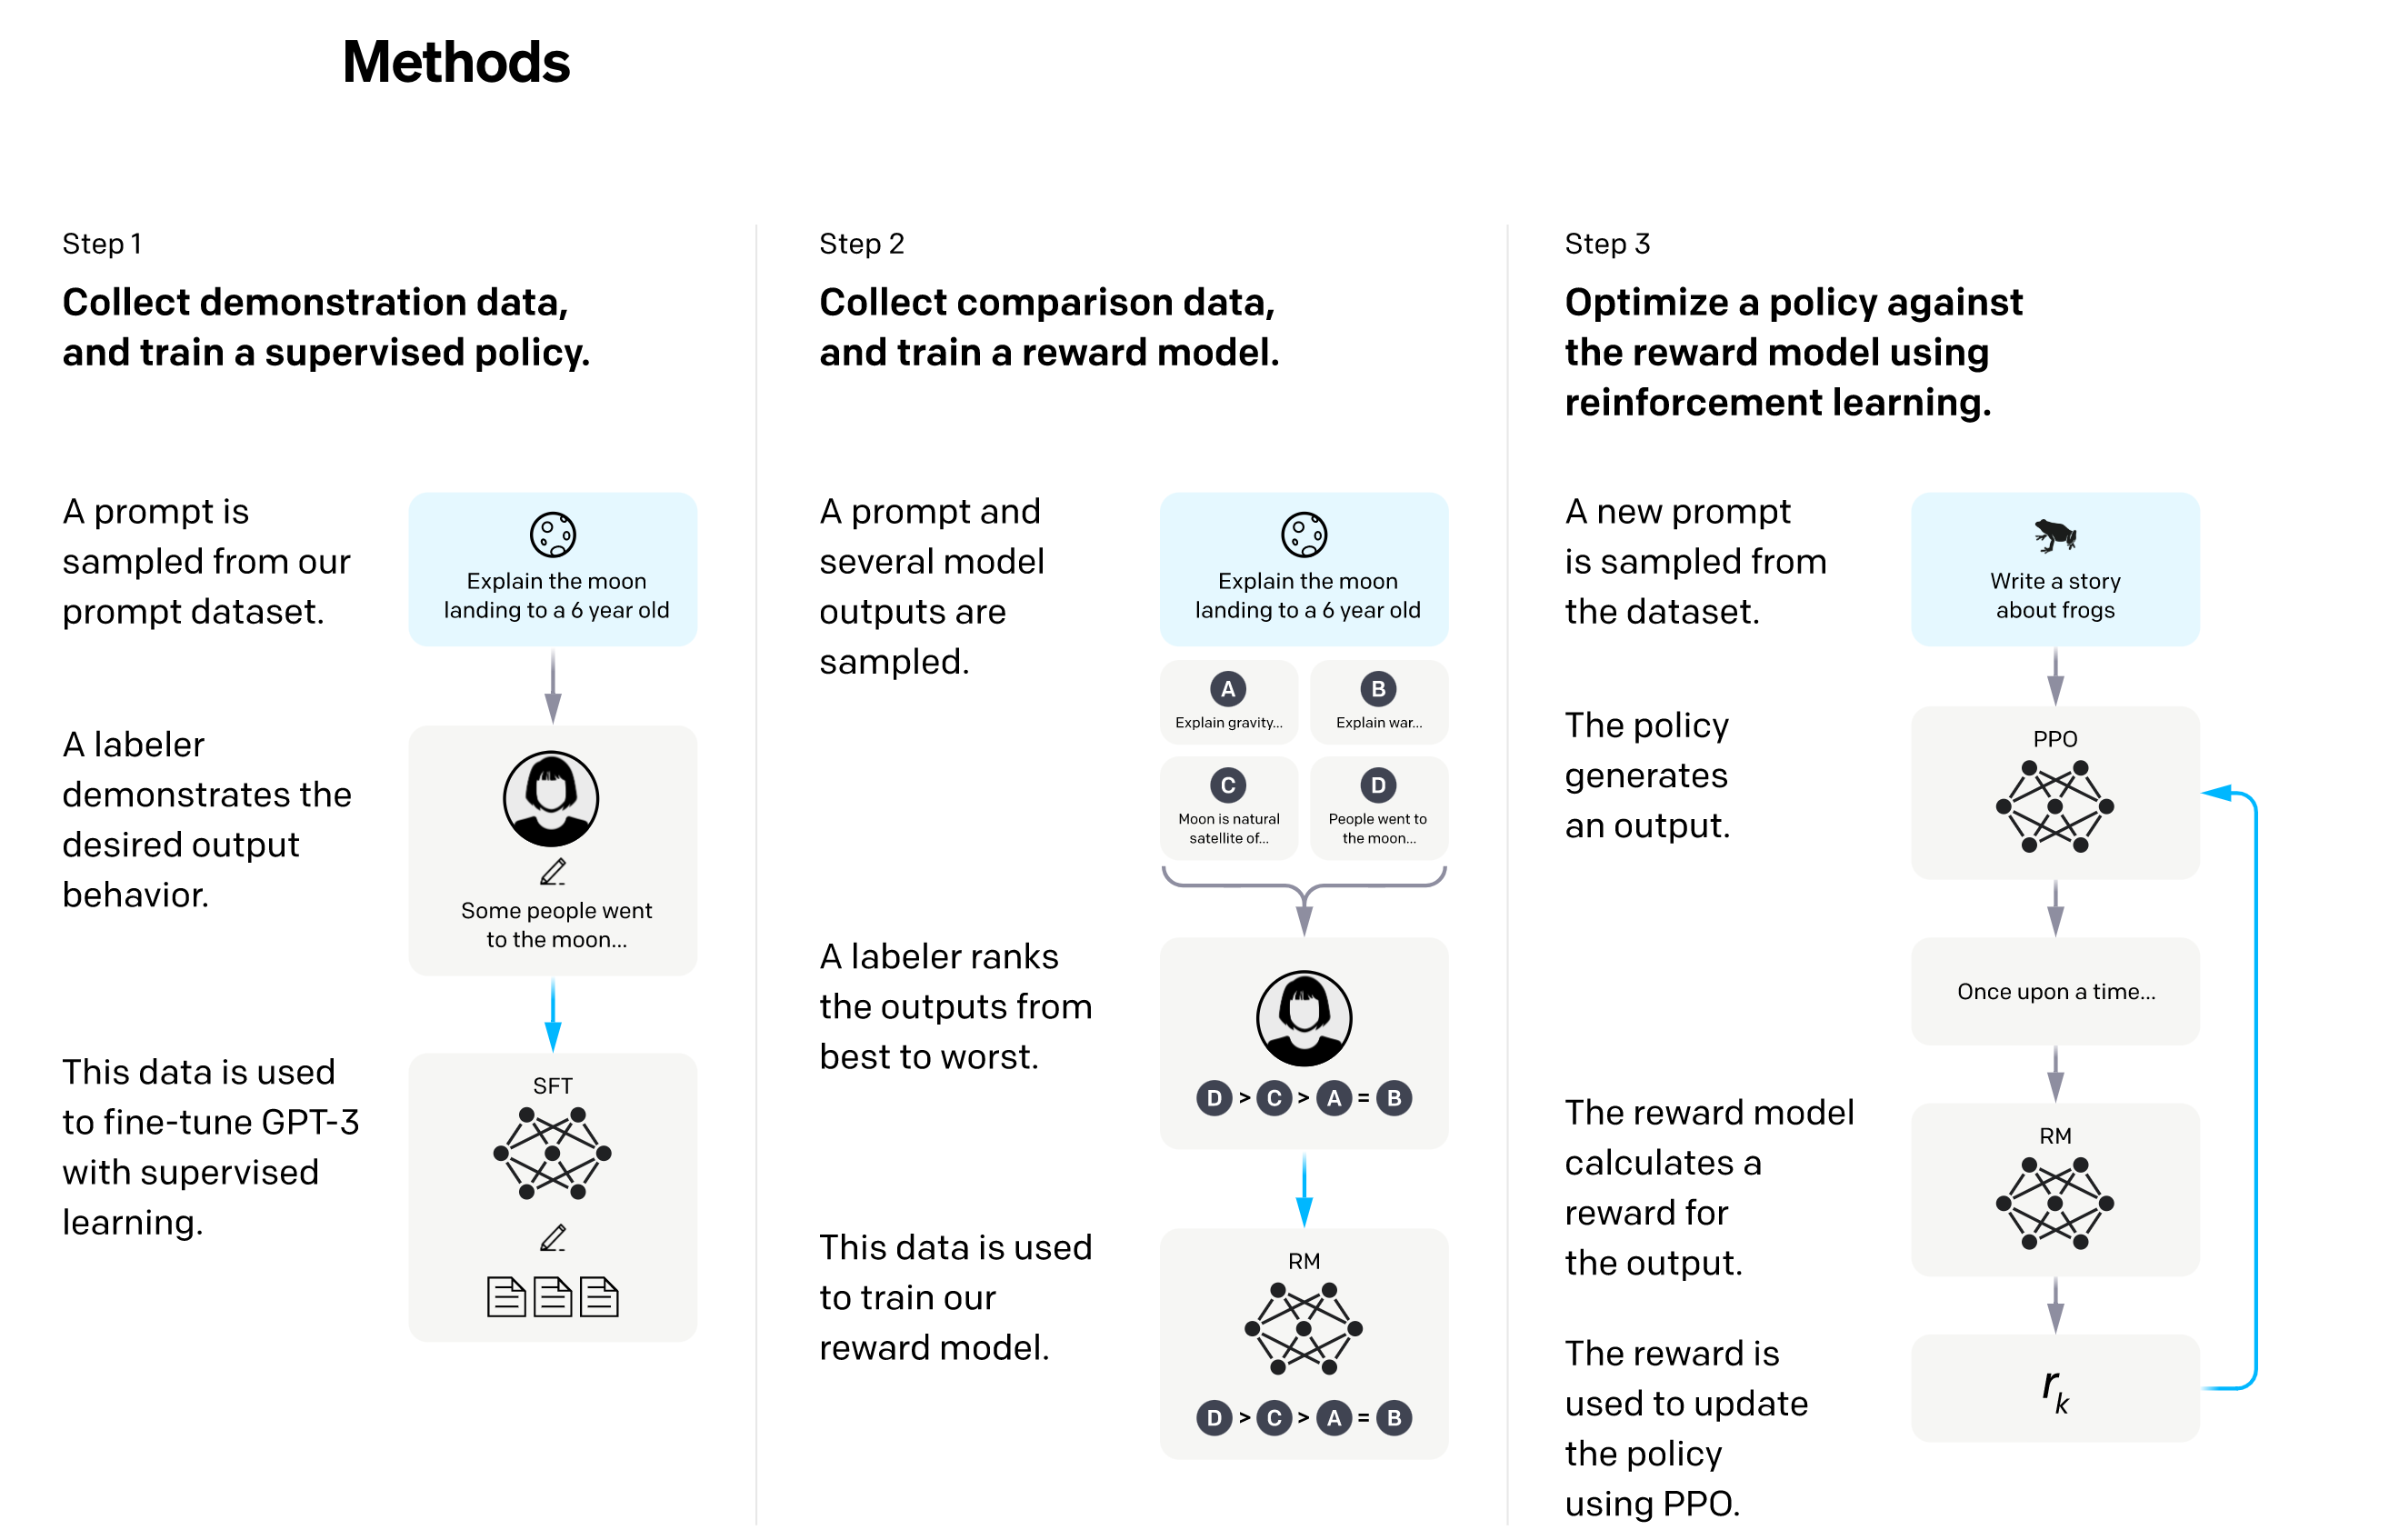 Methods
Step 1
Collect demonstration data,
and train a supervised policy.
A prompt is
sampled from our
prompt dataset.
Explain the moon
landing to a 6 year old
A labeler
demonstrates the
desired output
behavior.
Some people went
to the moon...
This data is used
to fine-tune GPT-3
with supervised
learning.
SFT
Step 2
Collect comparison data,
and train a reward model.
A prompt and
several model
outputs are
sampled.
Explain the moon
landing to a 6 year old
A
Explain gravity...
B
Explain war...
C
Moon is natural
satellite of...
D
People went to
the moon...
A labeler ranks
the outputs from
best to worst.
D > C > A = B
This data is used
to train our
reward model.
RM
D > C > A = B
Step 3
Optimize a policy against
the reward model using
reinforcement learning.
A new prompt
is sampled from
the dataset.
Write a story
about frogs
The policy
generates
an output.
PPO
Once upon a time...
The reward model
calculates a
reward for
the output.
RM
The reward is
used to update
the policy
using PPO.
r_k